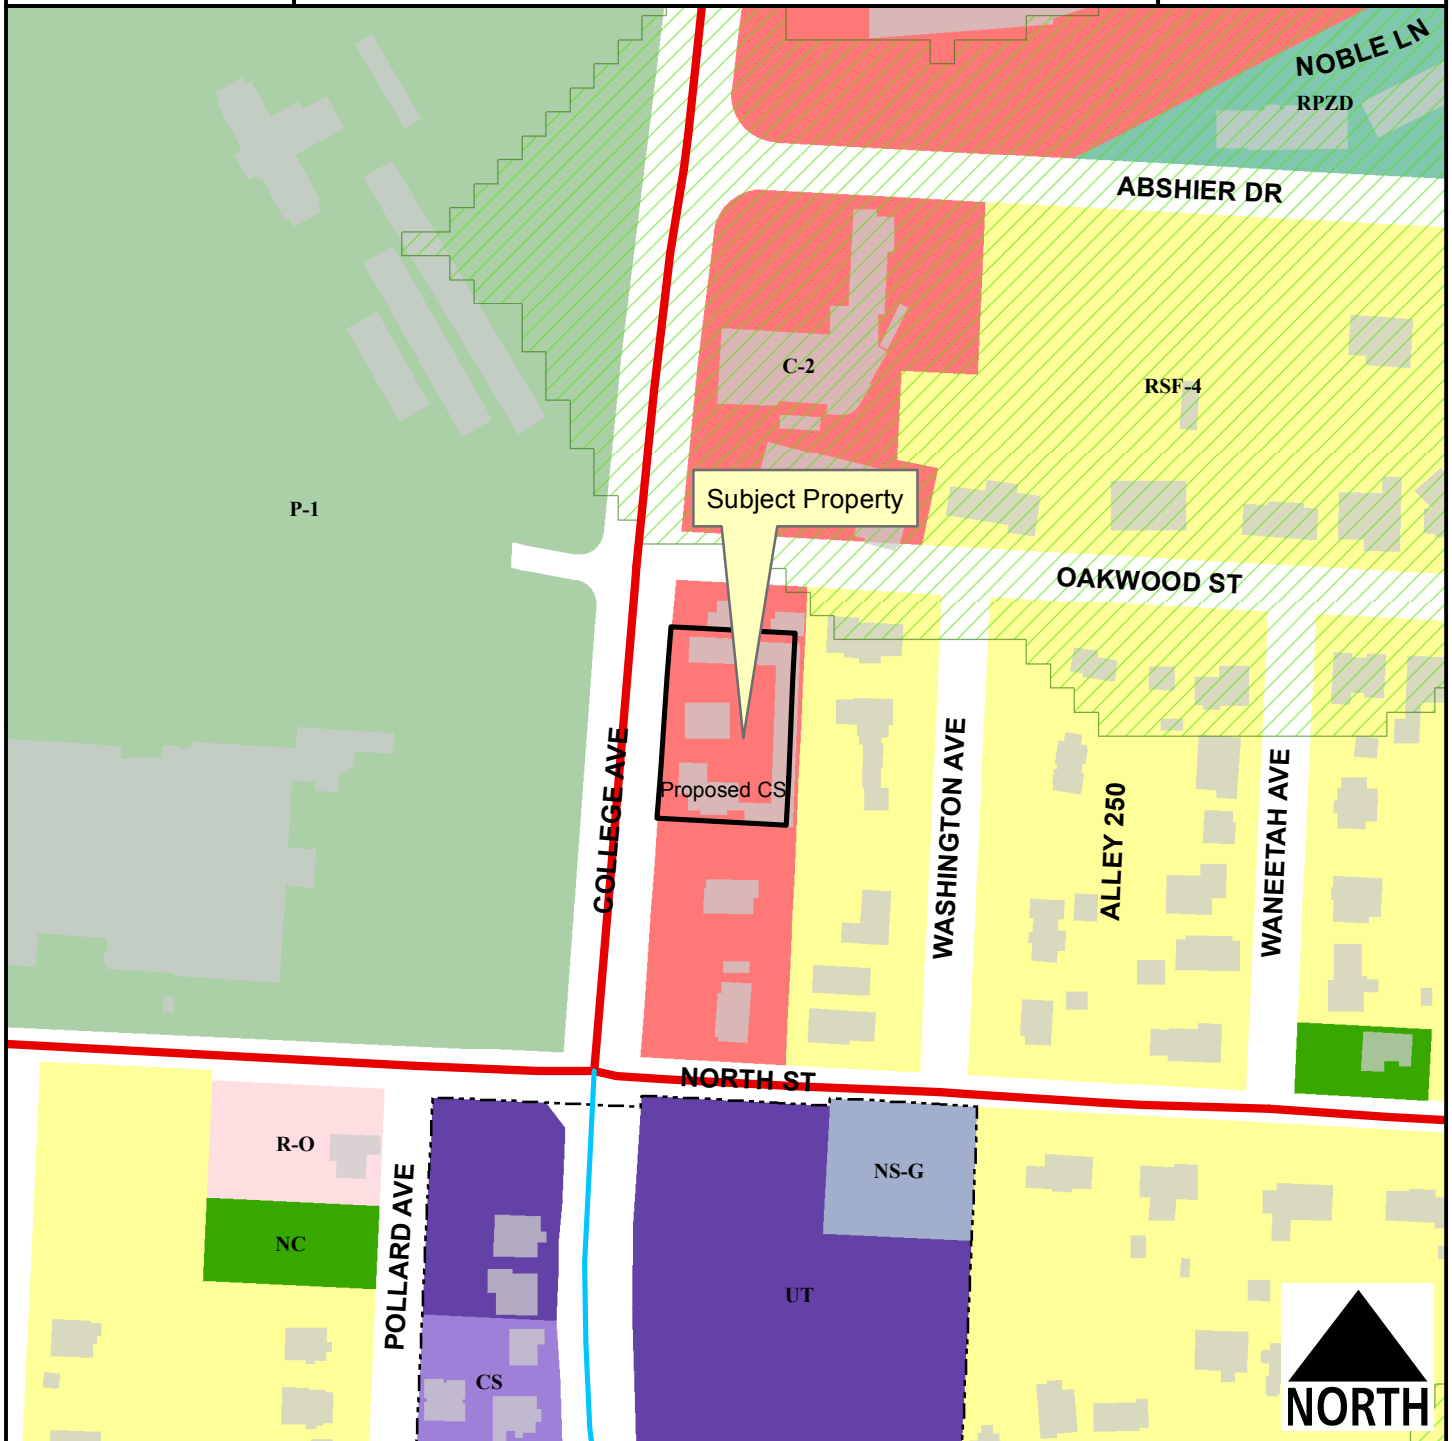 NOBLE LN
RPZD
ABSHIER DR
C-2
RSF-4
Subject Property
P-1
OAKWOOD ST
COLLEGE AVE
Proposed CS
WASHINGTON AVE
ALLEY 250
WANEETAH AVE
NORTH ST
R-O
NS-G
POLLARD AVE
NC
UT
CS
NORTH